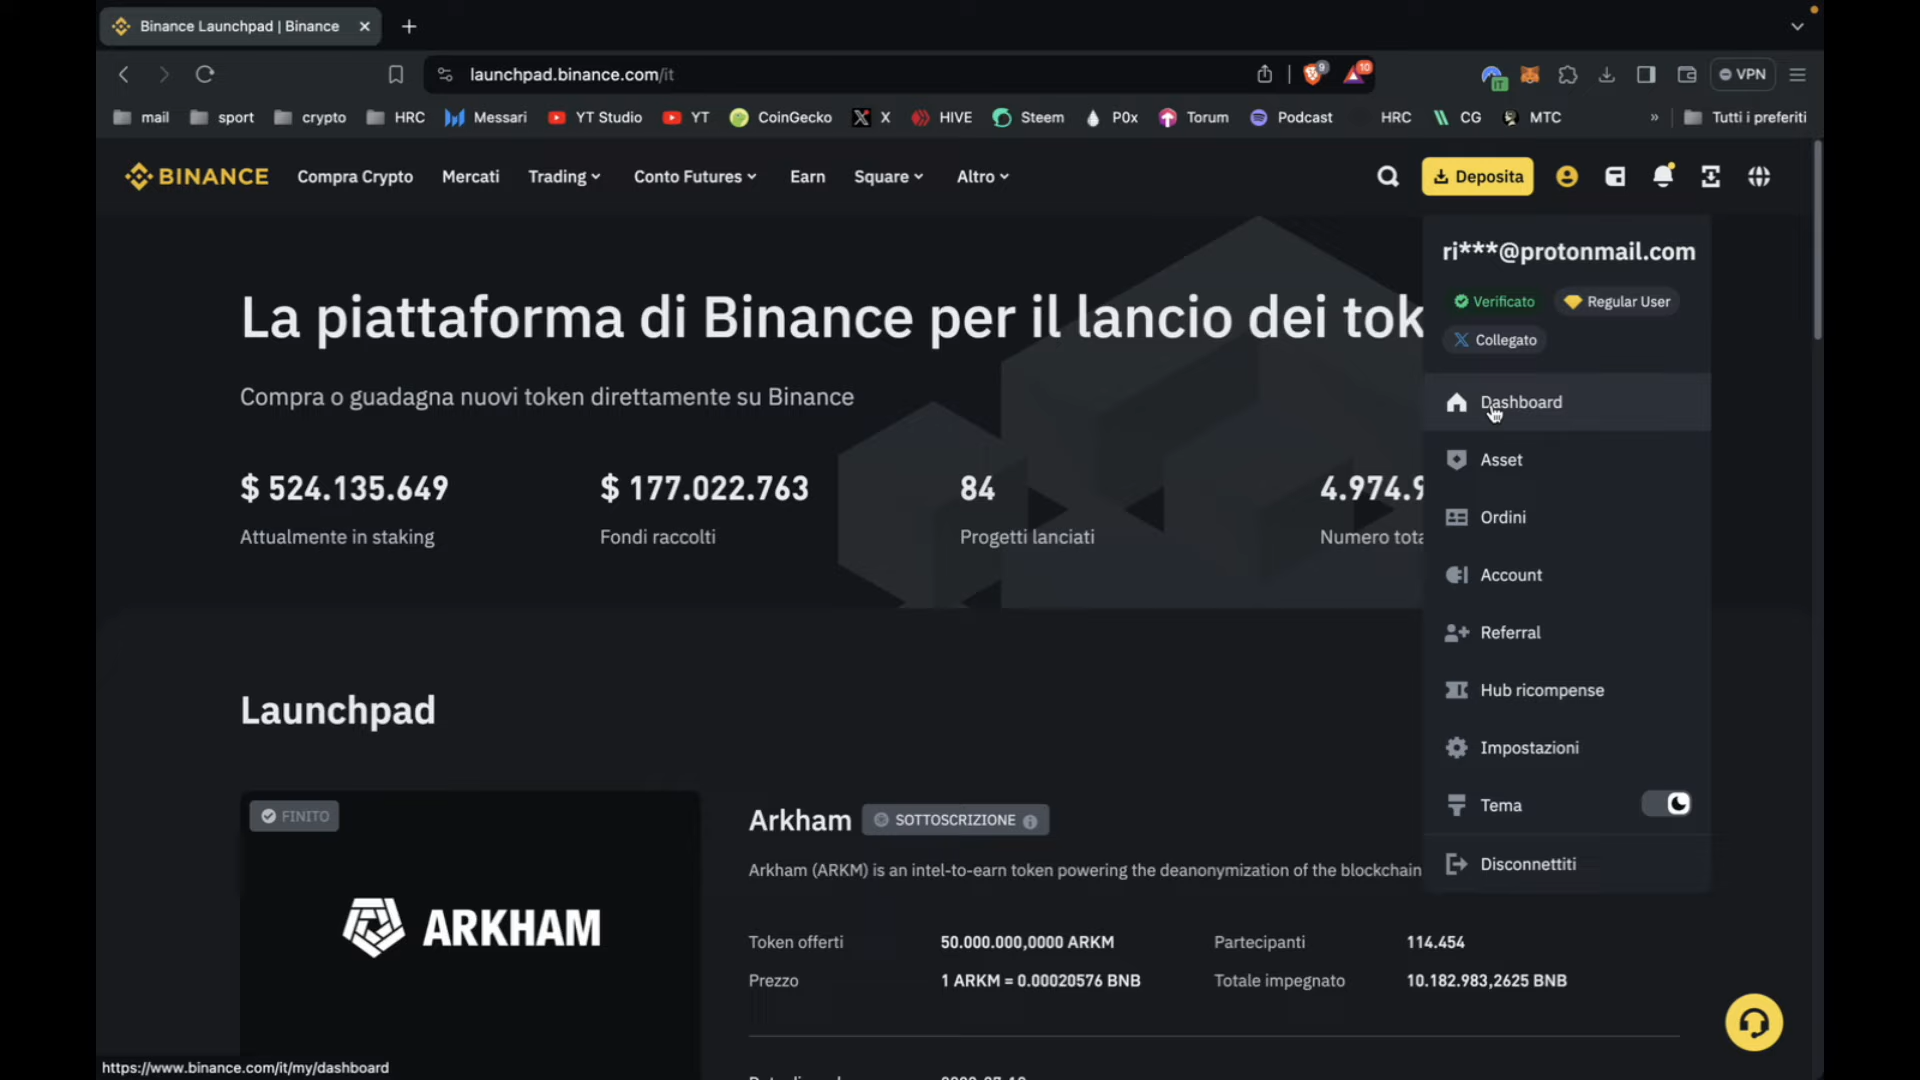 Binance Launchpad | Binance
launchpad.binance.com/it
9
10
IT
VPN
mail
sport
crypto
HRC
Messari
YT Studio
YT
CoinGecko
X
HIVE
Steem
P0x
Torum
Podcast
HRC
CG
MTC
»
Tutti i preferiti
BINANCE
Compra Crypto
Mercati
Trading
Conto Futures
Earn
Square
Altro
Deposita
ri***@protonmail.com
Verificato
Regular User
Collegato
La piattaforma di Binance per il lancio dei tok
Compra o guadagna nuovi token direttamente su Binance
Dashboard
Asset
Ordini
Account
Referral
Hub ricompense
Impostazioni
Tema
Disconnettiti
$ 524.135.649
Attualmente in staking
$ 177.022.763
Fondi raccolti
84
Progetti lanciati
4.974.9
Numero tota
Launchpad
FINITO
ARKHAM
Arkham
SOTTOSCRIZIONE
Arkham (ARKM) is an intel-to-earn token powering the deanonymization of the blockchain
Token offerti
50.000.000,0000 ARKM
Partecipanti
114.454
Prezzo
1 ARKM = 0.00020576 BNB
Totale impegnato
10.182.983,2625 BNB
https://www.binance.com/it/my/dashboard